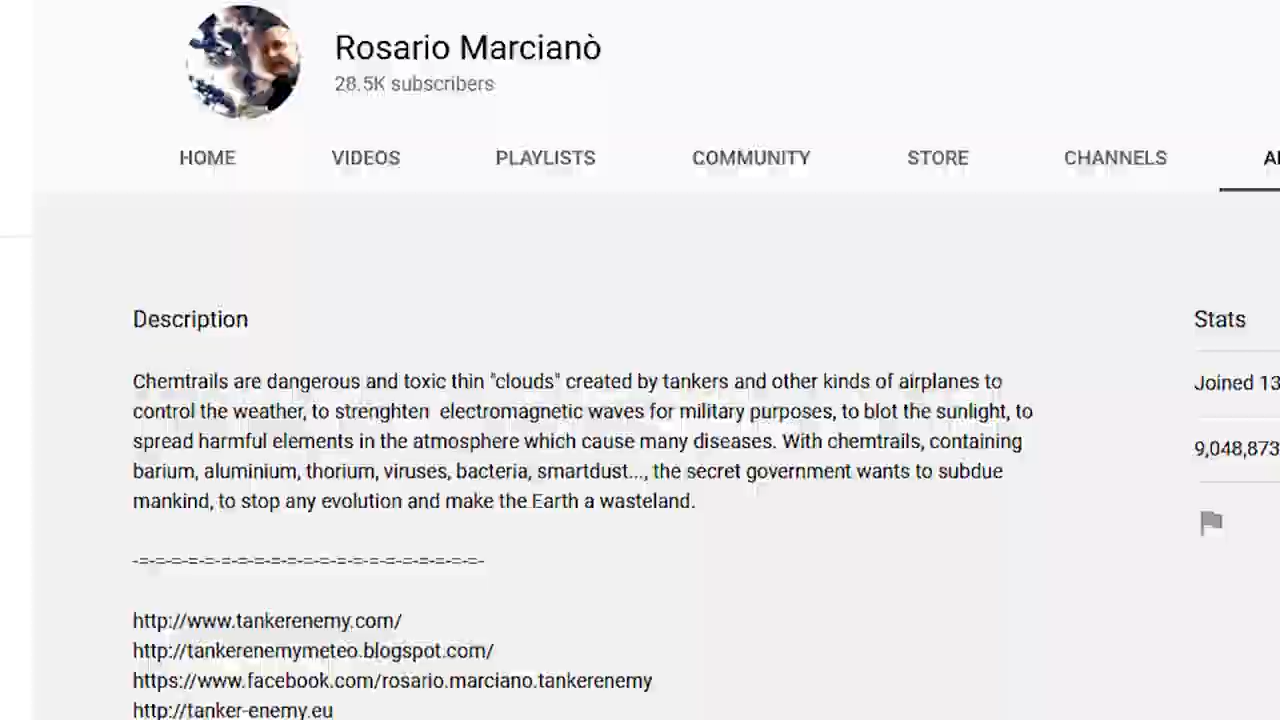 Rosario Marcianò
28.5K subscribers
HOME VIDEOS PLAYLISTS COMMUNITY STORE CHANNELS
Description
Chemtrails are dangerous and toxic thin "clouds" created by tankers and other kinds of airplanes to
control the weather, to strenghten electromagnetic waves for military purposes, to blot the sunlight, to
spread harmful elements in the atmosphere which cause many diseases. With chemtrails, containing
barium, aluminium, thorium, viruses, bacteria, smartdust..., the secret government wants to subdue
mankind, to stop any evolution and make the Earth a wasteland.
-=-=-=-=-=-=-=-=-=-=-=-=-=-=-=-=-=-=-=-=-=-
http://www.tankerenemy.com/
http://tankerenemymeteo.blogspot.com/
https://www.facebook.com/rosario.marciano.tankerenemy
http://tanker-enemy.eu
Stats
Joined 13
9,048,873